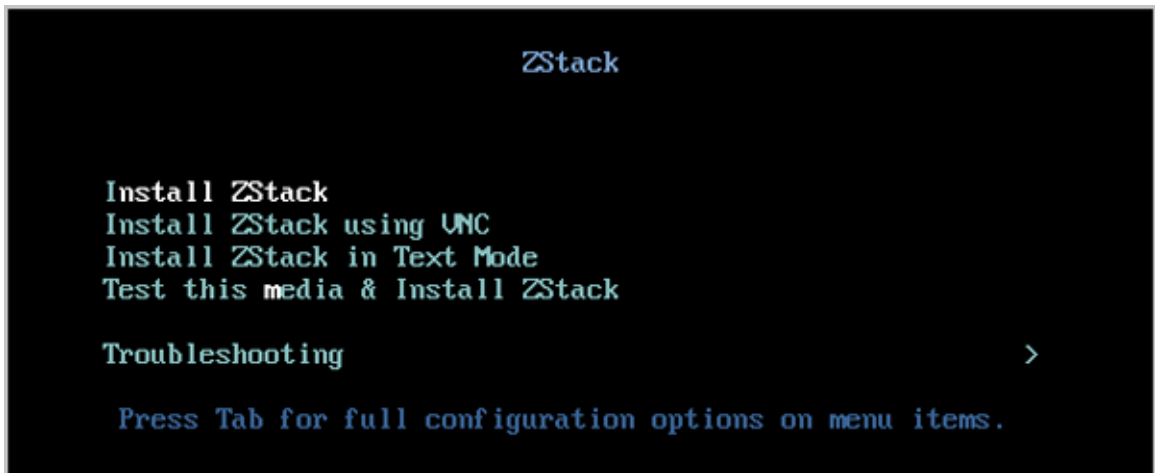 ZStack
Install ZStack
Install ZStack using VNC
Install ZStack in Text Mode
Test this media & Install ZStack
Troubleshooting >
Press Tab for full configuration options on menu items.